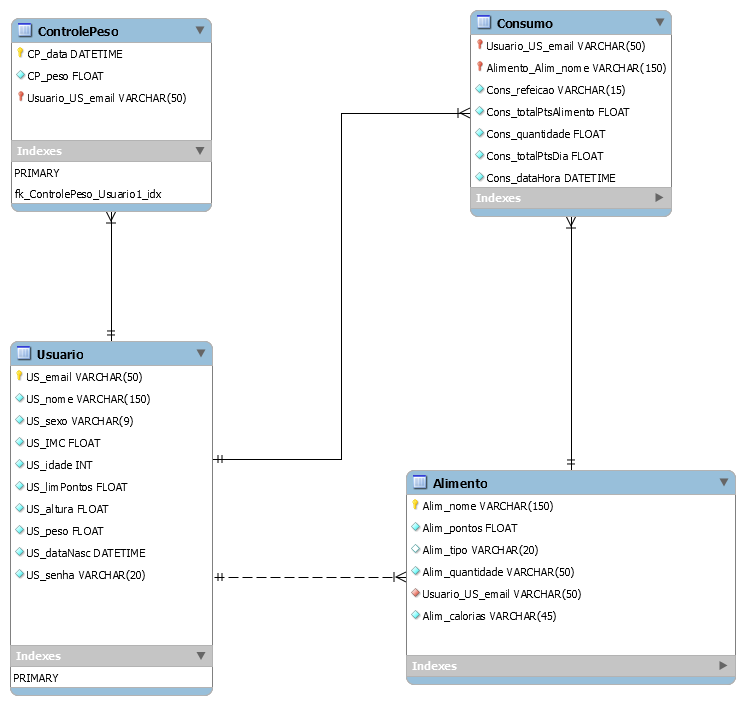 ControlePeso
CP_data DATETIME
CP_peso FLOAT
Usuario_US_email VARCHAR(50)
Indexes
PRIMARY
fk_ControlePeso_Usuario1_idx
Consumo
Usuario_US_email VARCHAR(50)
Alimento_Alim_nome VARCHAR(150)
Cons_refeicao VARCHAR(15)
Cons_totalPtsAlimento FLOAT
Cons_quantidade FLOAT
Cons_totalPtsDia FLOAT
Cons_dataHora DATETIME
Indexes
Usuario
US_email VARCHAR(50)
US_nome VARCHAR(150)
US_sexo VARCHAR(9)
US_IMC FLOAT
US_idade INT
US_limPontos FLOAT
US_altura FLOAT
US_peso FLOAT
US_dataNasc DATETIME
US_senha VARCHAR(20)
Indexes
PRIMARY
Alimento
Alim_nome VARCHAR(150)
Alim_pontos FLOAT
Alim_tipo VARCHAR(20)
Alim_quantidade VARCHAR(50)
Usuario_US_email VARCHAR(50)
Alim_calorias VARCHAR(45)
Indexes